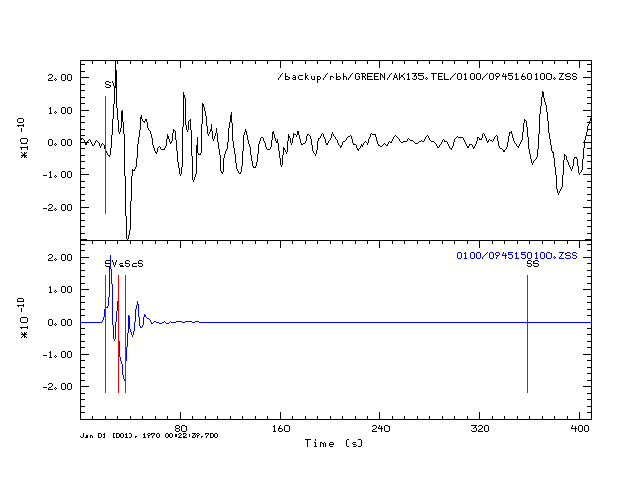 /backup/rbh/GREEN/AK135.TEL/0100/0945160100.ZSS
2.00
S
1.00
0.00
-1.00
-2.00
*10 -10
0100/0945150100.ZSS
SVsScS
SS
2.00
1.00
0.00
-1.00
-2.00
*10 -10
80
160
240
320
400
Jan 01 (001), 1970 00:22:39.700
Time (s)